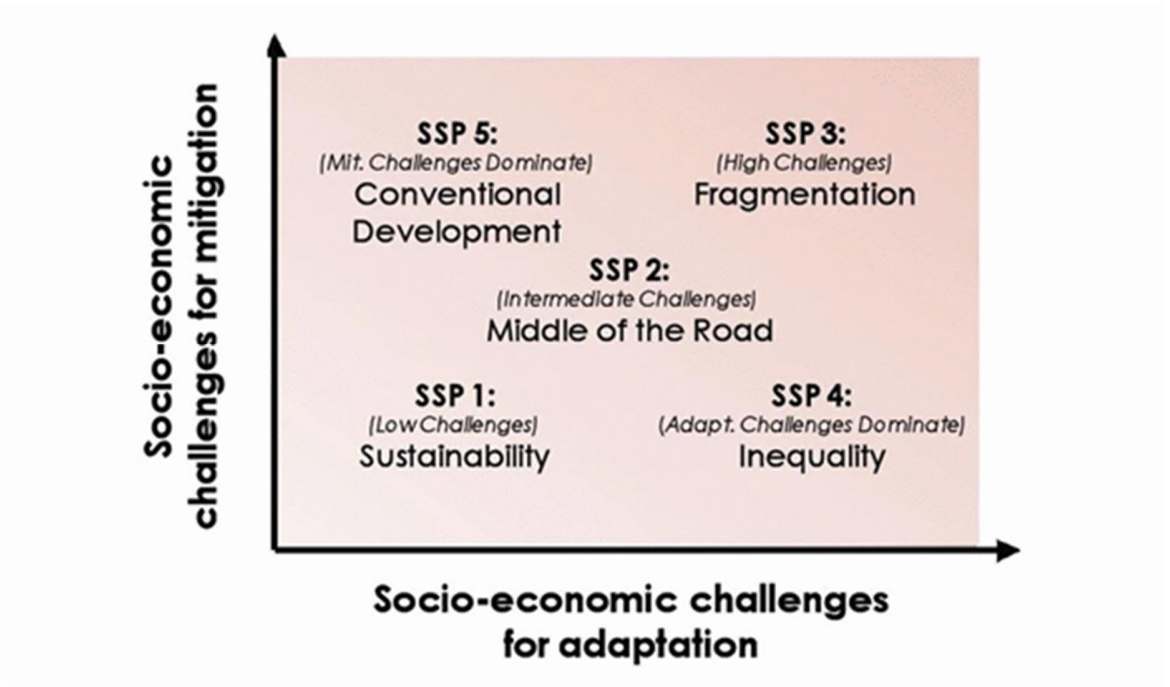 Socio-economic
challenges for mitigation
SSP 5:
(Mit. Challenges Dominate)
Conventional
Development
SSP 3:
(High Challenges)
Fragmentation
SSP 2:
(Intermediate Challenges)
Middle of the Road
SSP 1:
(Low Challenges)
Sustainability
SSP 4:
(Adapt. Challenges Dominate)
Inequality
Socio-economic challenges
for adaptation